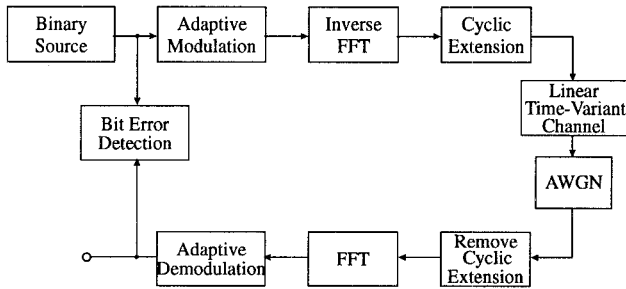 Binary
Source
Adaptive
Modulation
Inverse
FFT
Cyclic
Extension
Linear
Time-Variant
Channel
Bit Error
Detection
AWGN
Adaptive
Demodulation
FFT
Remove
Cyclic
Extension